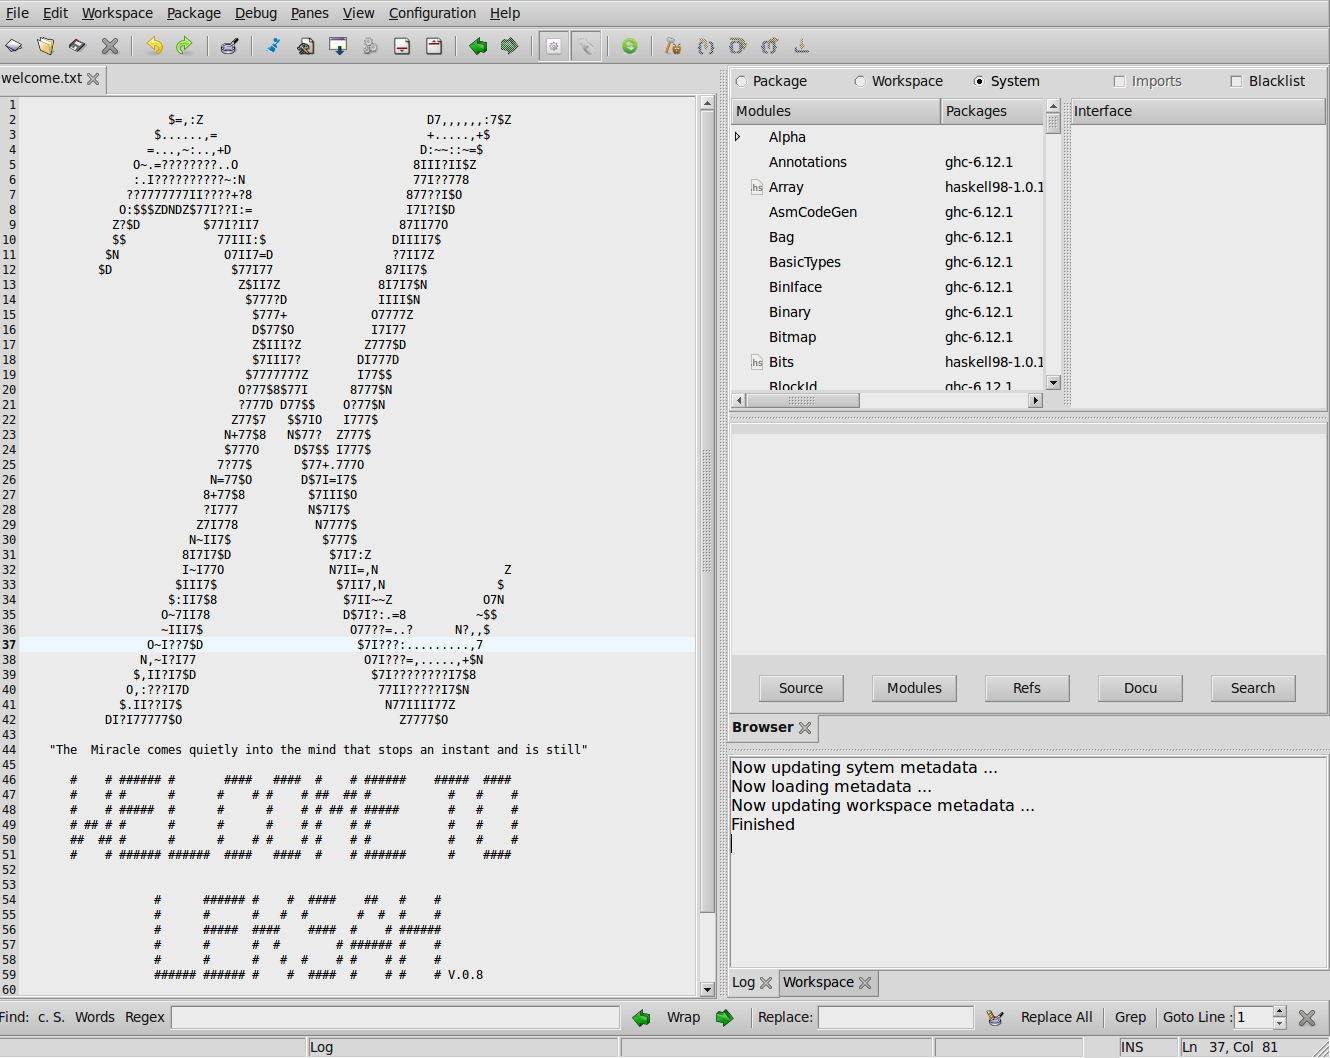 File Edit Workspace Package Debug Panes View Configuration Help
welcome.txt
1
2 $=,:Z D7,,,,,,:7$Z
3 $......,= +.....,+$
4 =...,~:..,+D D:~~::~=$
5 O~.=????????..O 8III?II$Z
6 :.I??????????~:N 77I??778
7 ??7777777II????+?8 877??I$O
8 O:$$$ZDNDZ$77I??I:= I7I?I$D
9 Z?$D $77I?II7 87II77O
10 $$ 77III:$ DIIII7$
11 $N O7II7=D ?7II7Z
12 $D $77I77 87II7$
13 Z$II7Z 8I7I7$N
14 $777?D IIII$N
15 $777+ O7777Z
16 D$77$O I7I77
17 Z$III?Z Z777$D
18 $7III7? DI777D
19 $7777777Z I77$$
20 O?77$8$77I 8777$N
21 ?777D D77$$ O?77$N
22 Z77$7 $$7IO I777$
23 N+77$8 N$77? Z777$
24 $777O D$7$$ I777$
25 7?77$ $77+.777O
26 N=77$O D$7I=I7$
27 8+77$8 $7III$O
28 ?I777 N$7I7$
29 Z7I778 N7777$
30 N~II7$ $777$
31 8I7I7$D $7I7:Z
32 I~I77O N7II=,N Z
33 $III7$ $7II7,N $
34 $:II7$8 $7II~~Z O7N
35 O~7II78 D$7I?:.=8 ~$$
36 ~III7$ O77??=..? N?,,$
37 O~I??7$D $7I???:.........,7
38 N,~I?I77 O7I???=,.....,+$N
39 $,II?I7$D $7I????????I7$8
40 O,:???I7D 77II?????I7$N
41 $.II??I7$ N77IIII77Z
42 DI?I77777$O Z7777$O
43
44 "The  Miracle comes quietly into the mind that stops an instant and is still"
45
46 WELCOME TO
47
48
49
50
51
52
53
54 LEKSAH
55
56
57
58
59 V.0.8
60
Package Workspace System Imports Blacklist
Modules Packages Interface
Alpha
Annotations ghc-6.12.1
.hs Array haskell98-1.0.1
AsmCodeGen ghc-6.12.1
Bag ghc-6.12.1
BasicTypes ghc-6.12.1
BinIface ghc-6.12.1
Binary ghc-6.12.1
Bitmap ghc-6.12.1
.hs Bits haskell98-1.0.1
BlockId ghc-6.12.1
Source Modules Refs Docu Search
Browser
Now updating sytem metadata ...
Now loading metadata ...
Now updating workspace metadata ...
Finished
Log Workspace
Find: c. S. Words Regex Wrap Replace: Replace All Grep Goto Line : 1
Log INS Ln 37, Col 81